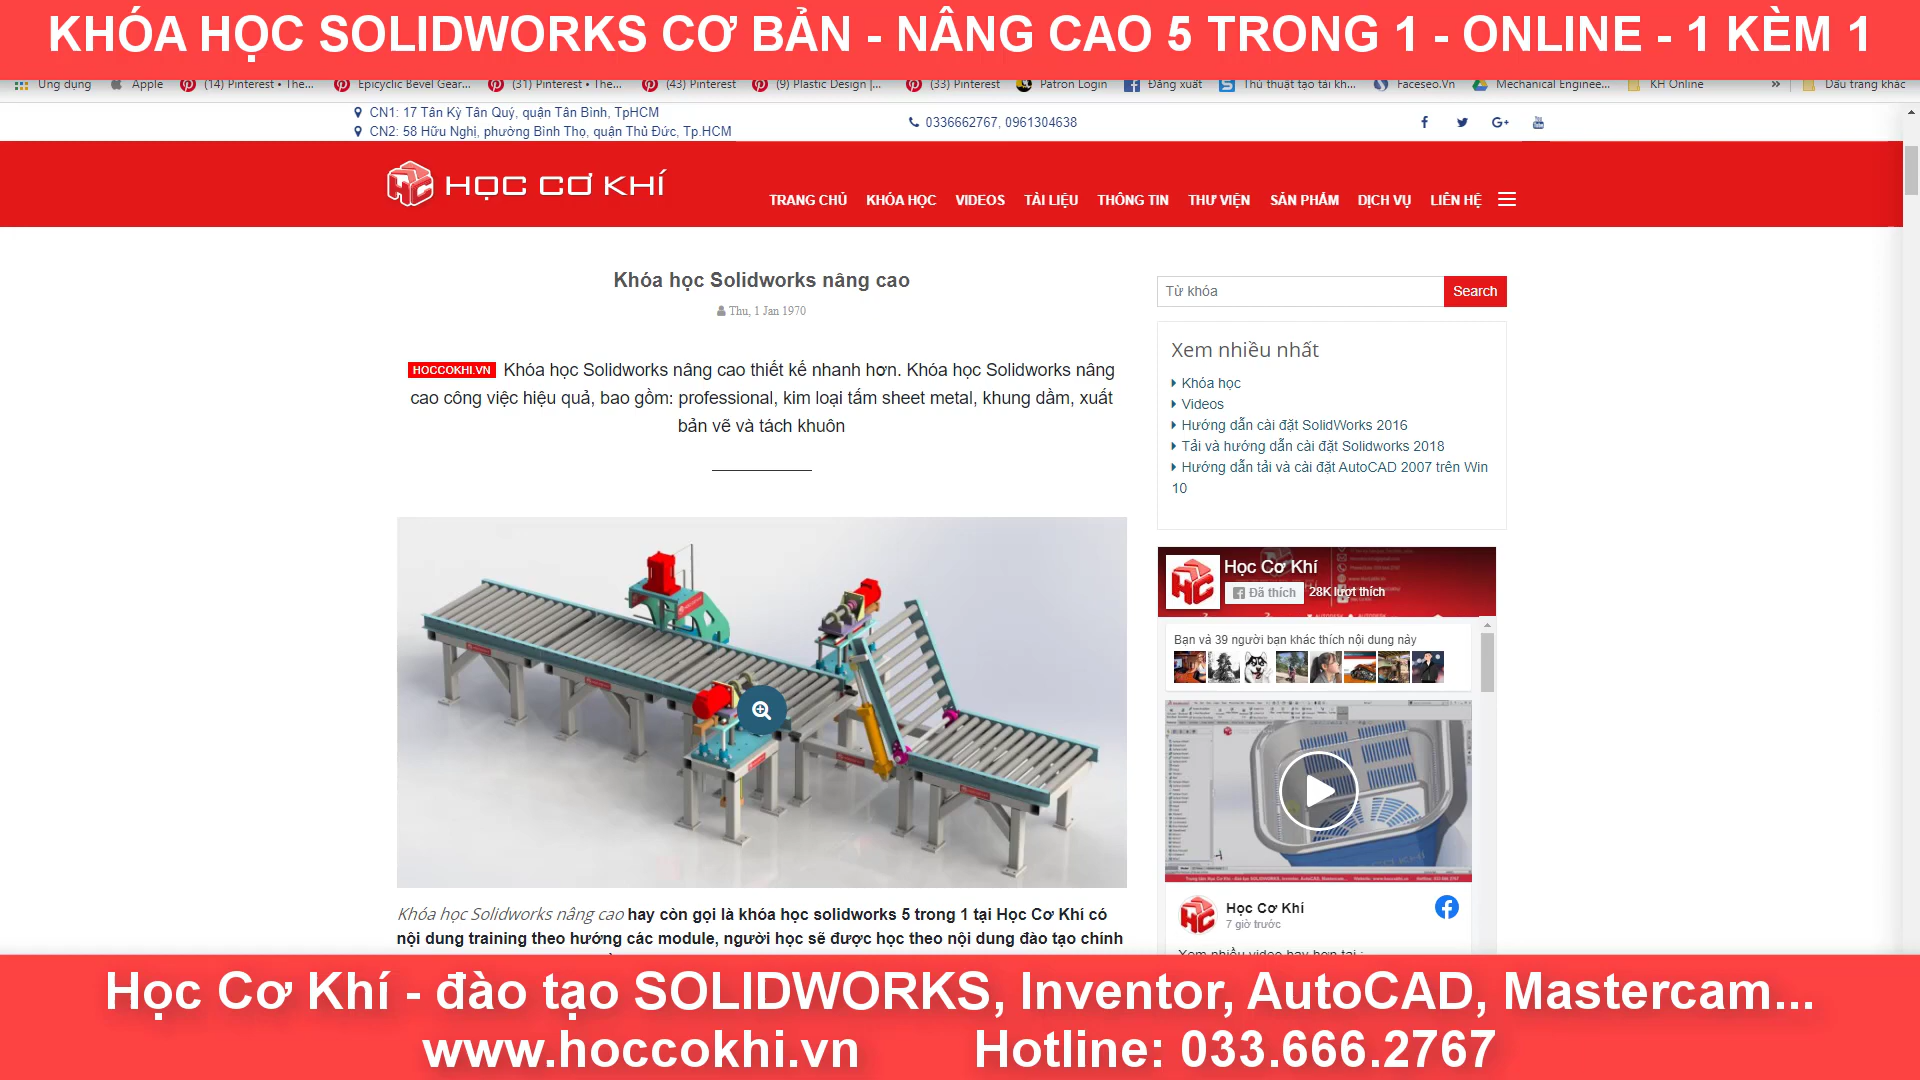 KHÓA HỌC SOLIDWORKS CƠ BẢN - NÂNG CAO 5 TRONG 1 - ONLINE - 1 KÈM 1
Ứng dụng Apple (14) Pinterest • The... Epicyclic Bevel Gear... (31) Pinterest • The... (43) Pinterest (9) Plastic Design |... (33) Pinterest Patron Login Đăng xuất Thủ thuật tạo tài kh... Faceseo.Vn Mechanical Enginee... KH Online » Dấu trang khác
CN1: 17 Tân Kỳ Tân Quý, quận Tân Bình, TpHCM
CN2: 58 Hữu Nghị, phường Bình Thọ, quận Thủ Đức, Tp.HCM
0336662767, 0961304638
HỌC CƠ KHÍ
TRANG CHỦ KHÓA HỌC VIDEOS TÀI LIỆU THÔNG TIN THƯ VIỆN SẢN PHẨM DỊCH VỤ LIÊN HỆ
Khóa học Solidworks nâng cao
Thu, 1 Jan 1970
HOCCOKHI.VN Khóa học Solidworks nâng cao thiết kế nhanh hơn. Khóa học Solidworks nâng
cao công việc hiệu quả, bao gồm: professional, kim loại tấm sheet metal, khung dầm, xuất
bản vẽ và tách khuôn
Khóa học Solidworks nâng cao hay còn gọi là khóa học solidworks 5 trong 1 tại Học Cơ Khí có
nội dung training theo hướng các module, người học sẽ được học theo nội dung đào tạo chính
Từ khóa Search
Xem nhiều nhất
Khóa học
Videos
Hướng dẫn cài đặt SolidWorks 2016
Tải và hướng dẫn cài đặt Solidworks 2018
Hướng dẫn tải và cài đặt AutoCAD 2007 trên Win
10
Học Cơ Khí
Đã thích 28K lượt thích
Bạn và 39 người bạn khác thích nội dung này
Học Cơ Khí
7 giờ trước
Xem nhiều video hay hơn tại :
Học Cơ Khí - đào tạo SOLIDWORKS, Inventor, AutoCAD, Mastercam...
www.hoccokhi.vn Hotline: 033.666.2767